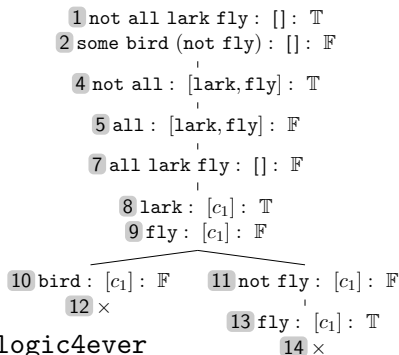 1 not all lark fly : [] : 𝕋
2 some bird (not fly) : [] : 𝔽
4 not all : [lark, fly] : 𝕋
5 all : [lark, fly] : 𝔽
7 all lark fly : [] : 𝔽
8 lark : [c₁] : 𝕋
9 fly : [c₁] : 𝔽
10 bird : [c₁] : 𝔽
11 not fly : [c₁] : 𝔽
12 ×
13 fly : [c₁] : 𝕋
14 ×
logic4ever